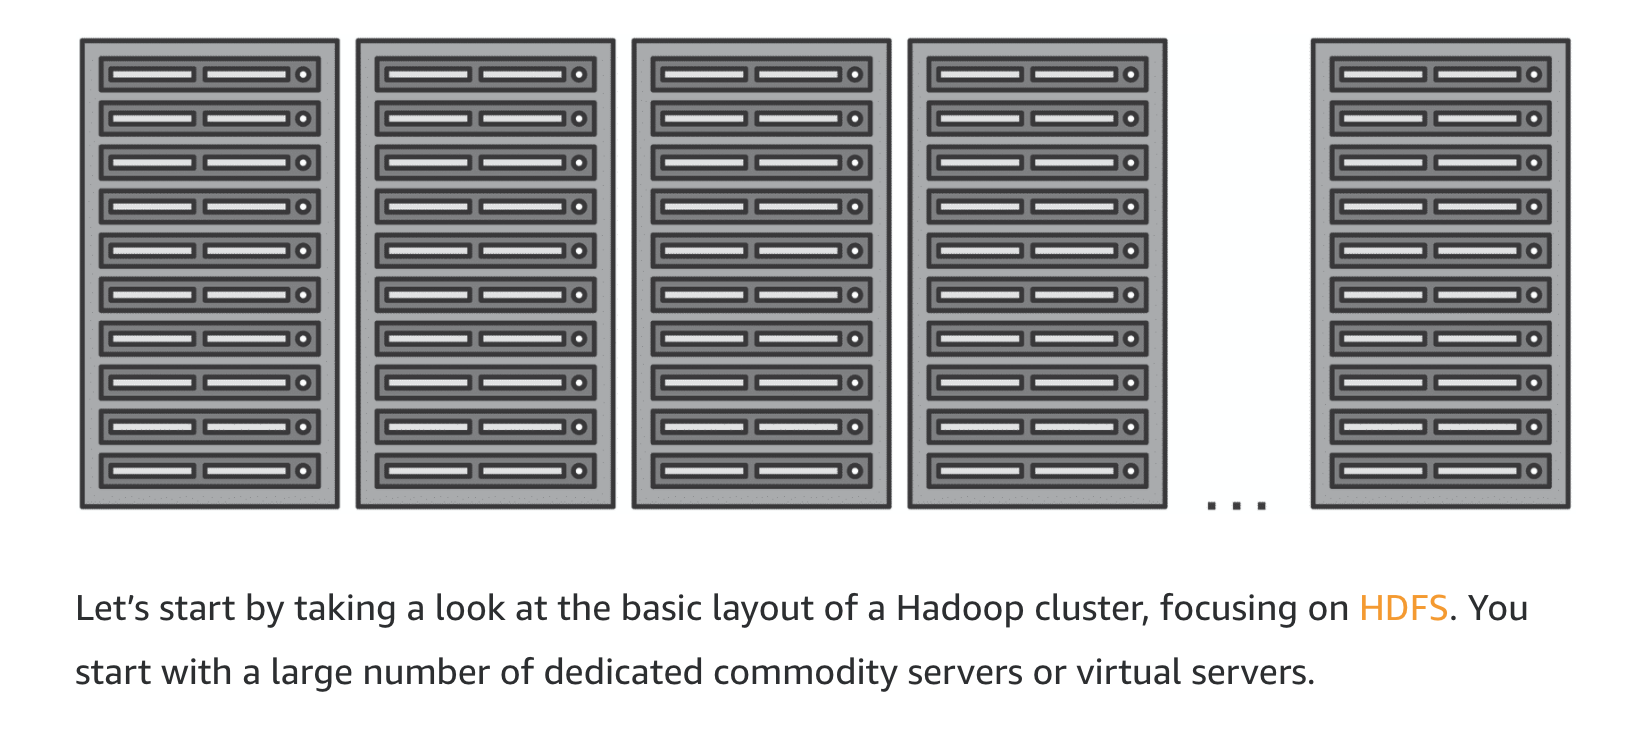 ...
Let’s start by taking a look at the basic layout of a Hadoop cluster, focusing on HDFS. You
start with a large number of dedicated commodity servers or virtual servers.